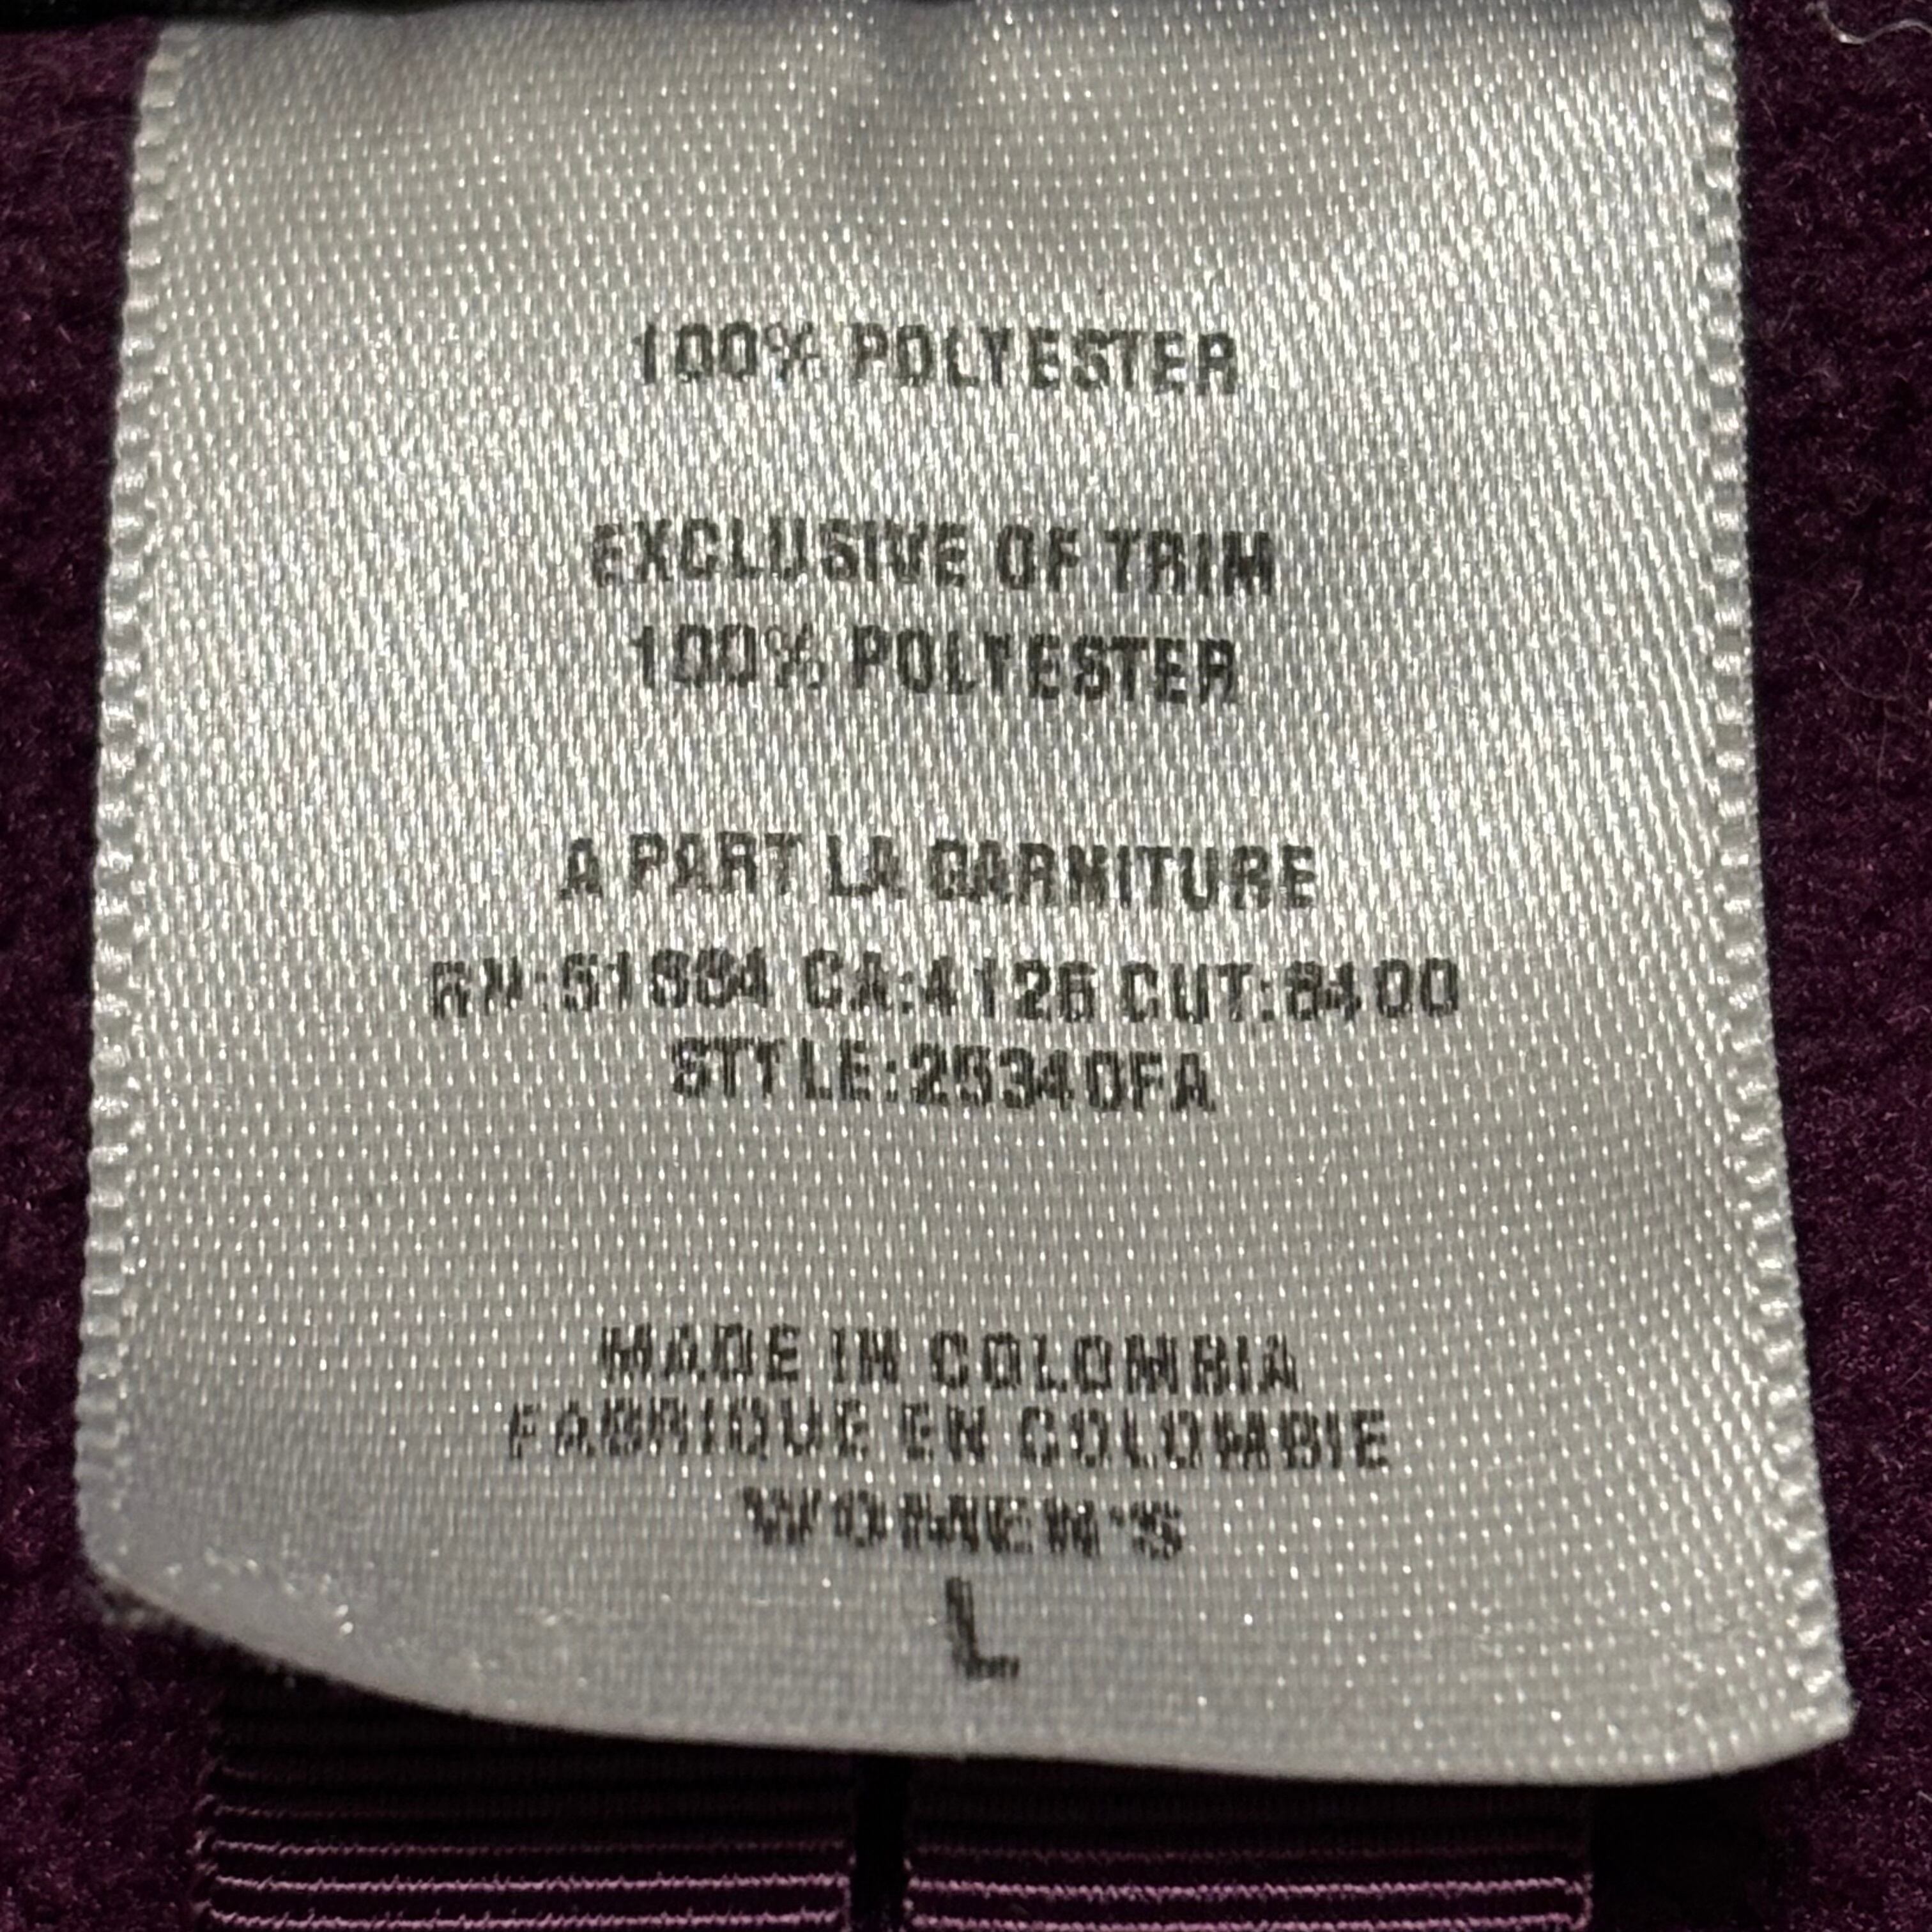 100% POLYESTER
EXCLUSIVE OF TRIM
100% POLYESTER
A PART LA GARNITURE
RN:51884 CA:4126 CUT:8400
STYLE:25340FA
MADE IN COLOMBIA
FABRIQUE EN COLOMBIE
WOMEN'S
L